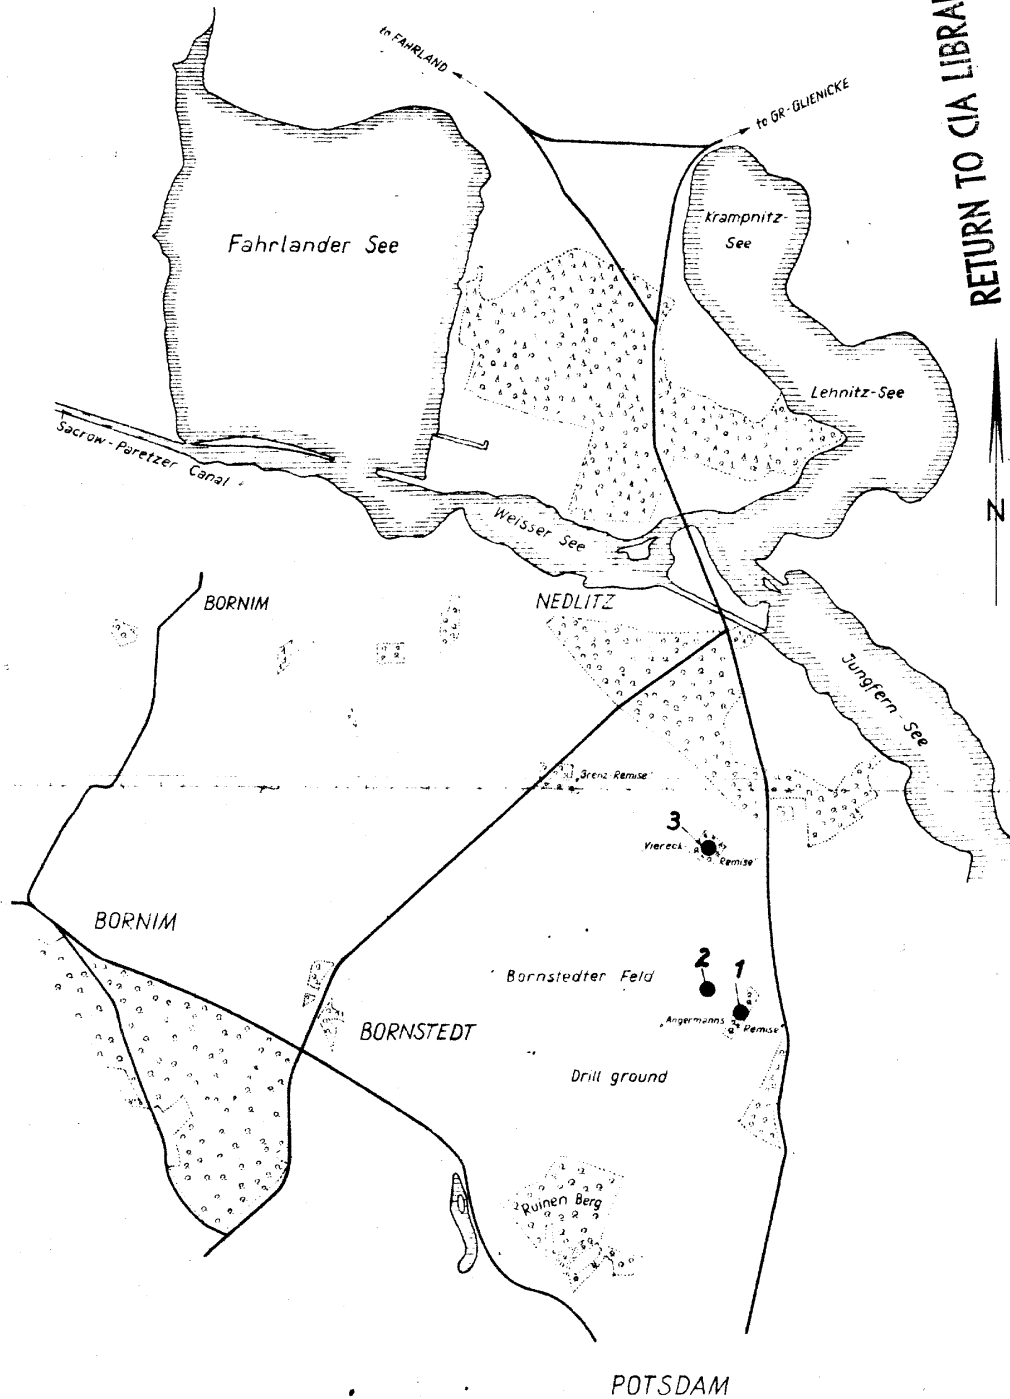 to FAHRLAND
to GR-GLIENICKE
RETURN TO CIA
Krampnitz-
See
Fahrlander See
Lehnitz-See
Sacrow-Paretzer Canal
Weisser See
N
BORNIM
NEDLITZ
Jungfern-See
„Grenz-Remise"
3
„Viereck-
Remise"
BORNIM
Bornstedter Feld
2
1
„Angermanns
Remise"
BORNSTEDT
Drill ground
Ruinen Berg
POTSDAM